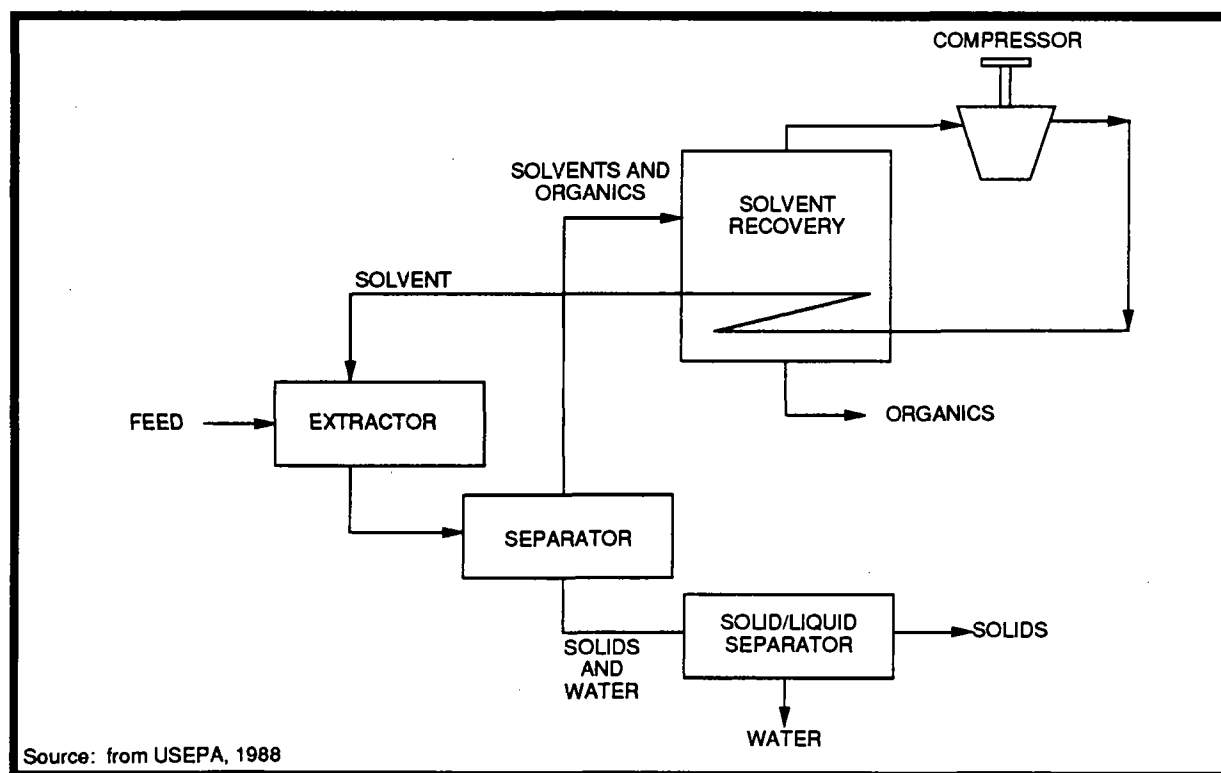 COMPRESSOR
SOLVENTS AND
ORGANICS
SOLVENT
RECOVERY
SOLVENT
FEED
EXTRACTOR
ORGANICS
SEPARATOR
SOLIDS
AND
WATER
SOLID/LIQUID
SEPARATOR
SOLIDS
WATER
Source: from USEPA, 1988